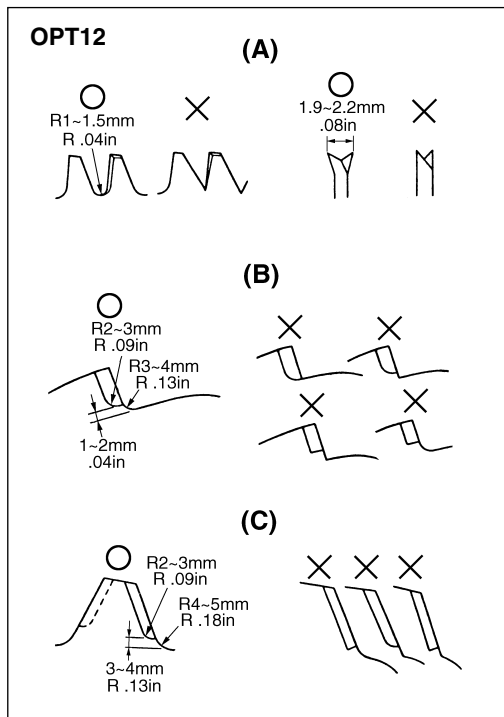 OPT12
(A)
R1~1.5mm
R .04in
1.9~2.2mm
.08in
(B)
R2~3mm
R .09in
R3~4mm
R .13in
1~2mm
.04in
(C)
R2~3mm
R .09in
R4~5mm
R .18in
3~4mm
R .13in